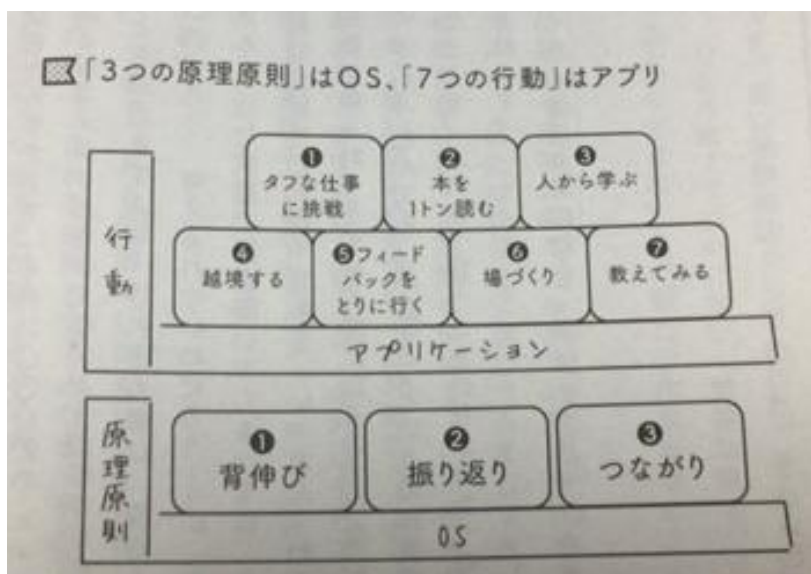 「3つの原理原則」はOS、「7つの行動」はアプリ
行動
❶
タフな仕事
に挑戦
❷
本を
1トン読む
❸
人から学ぶ
❹
越境する
❺フィード
バックを
とりに行く
❻
場づくり
❼
教えてみる
アプリケーション
原理原則
❶
背伸び
❷
振り返り
❸
つながり
OS